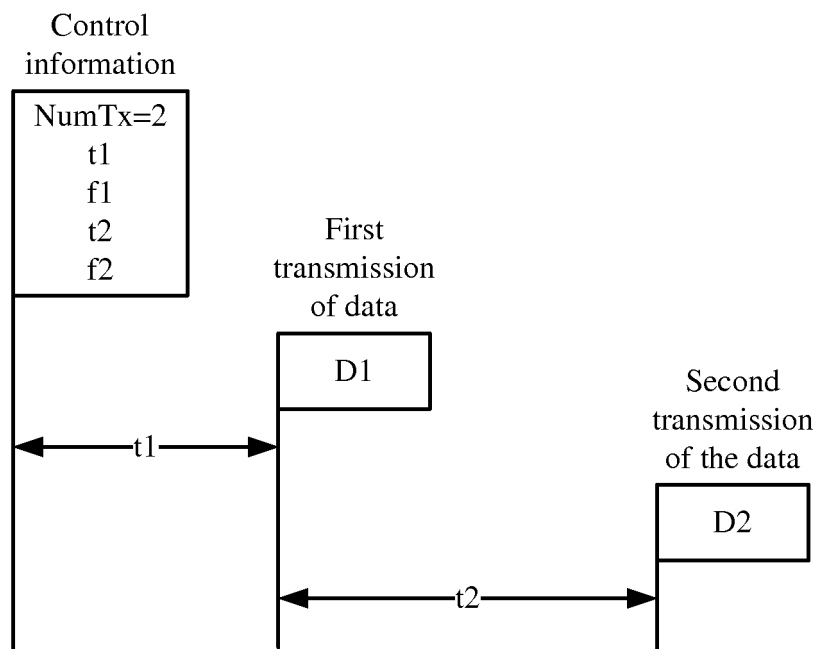 Control
information
NumTx=2
t1
f1
t2
f2
First
transmission
of data
D1
t1
Second
transmission
of the data
D2
t2